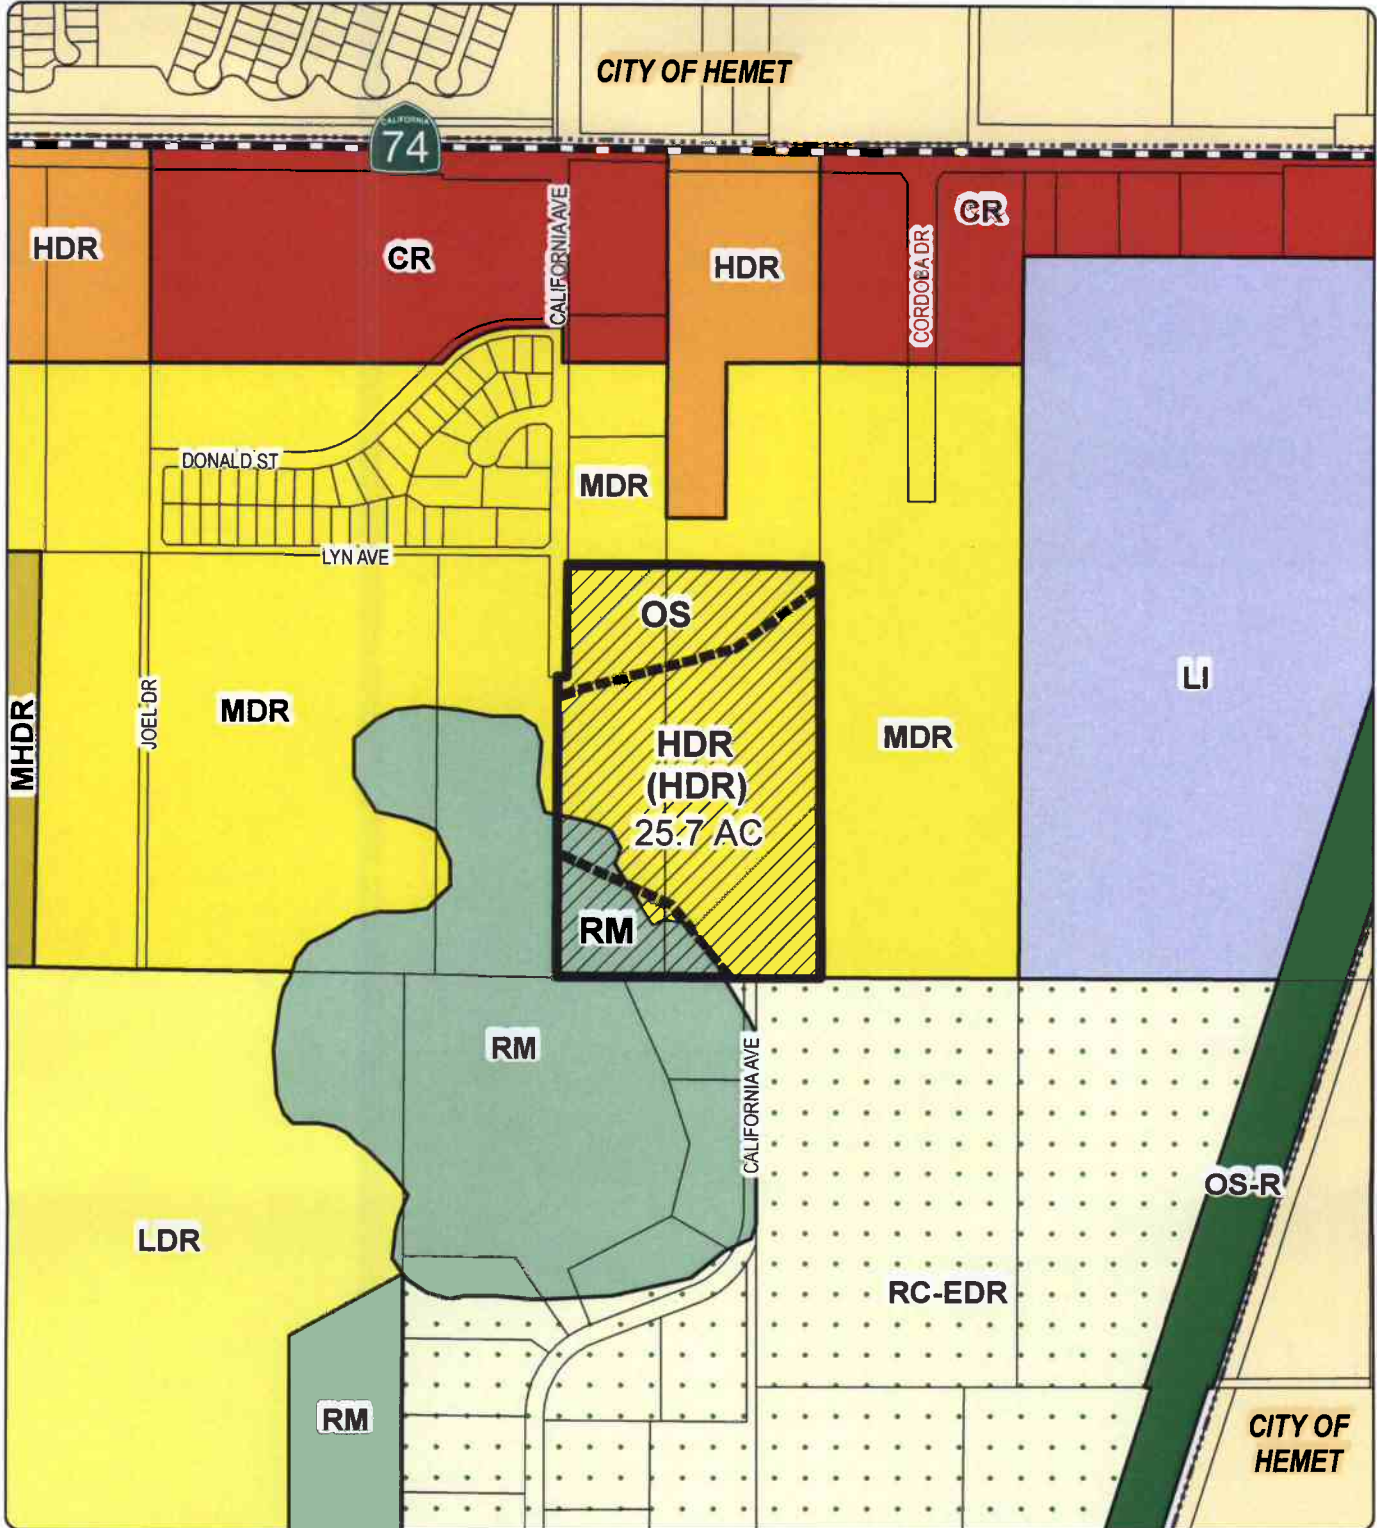 CITY OF HEMET
CALIFORNIA
74
HDR
CR
CALIFORNIA AVE
HDR
CORDOBA DR
CR
DONALD ST
MDR
LYN AVE
OS
MHDR
JOEL DR
MDR
HDR
(HDR)
25.7 AC
MDR
LI
RM
RM
CALIFORNIA AVE
OS-R
LDR
RC-EDR
RM
CITY OF
HEMET